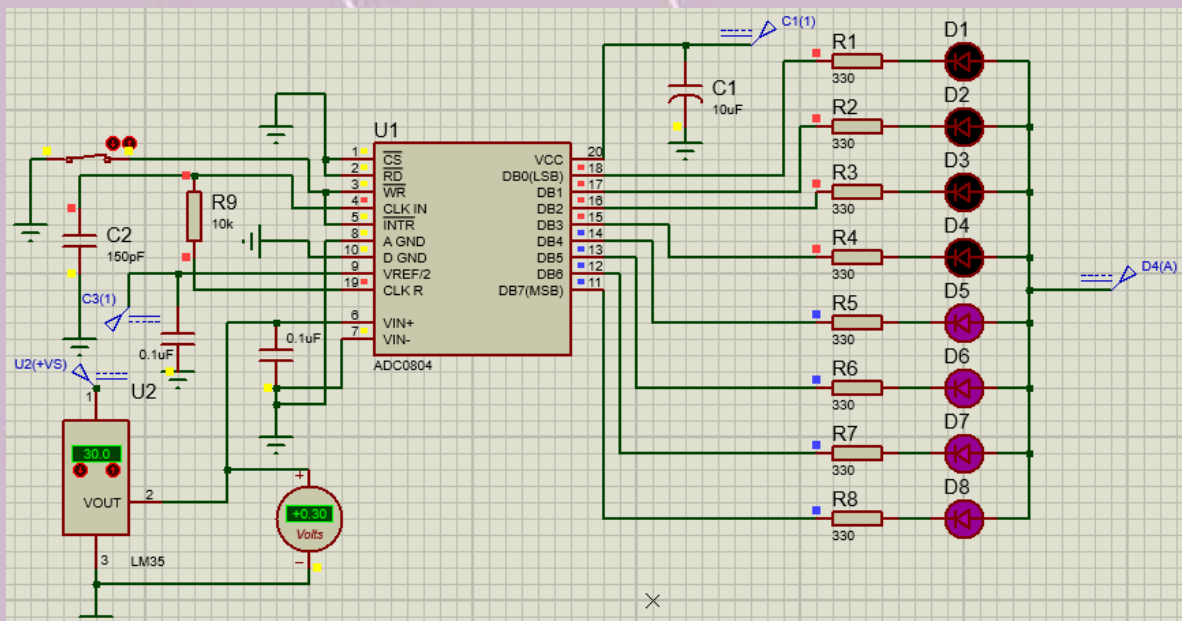 C1(1)
C1
10uF
U1
1 CS
2 RD
3 WR
4 CLK IN
5 INTR
8 A GND
10 D GND
9 VREF/2
19 CLK R
6 VIN+
7 VIN-
VCC 20
DB0(LSB) 18
DB1 17
DB2 16
DB3 15
DB4 14
DB5 13
DB6 12
DB7(MSB) 11
ADC0804
R9
10k
C2
150pF
C3(1)
0.1uF
0.1uF
U2(+VS)
U2
1
30.0
VOUT 2
3
LM35
+
+0.30
Volts
−
R1
330
D1
R2
330
D2
R3
330
D3
R4
330
D4
D4(A)
R5
330
D5
R6
330
D6
R7
330
D7
R8
330
D8